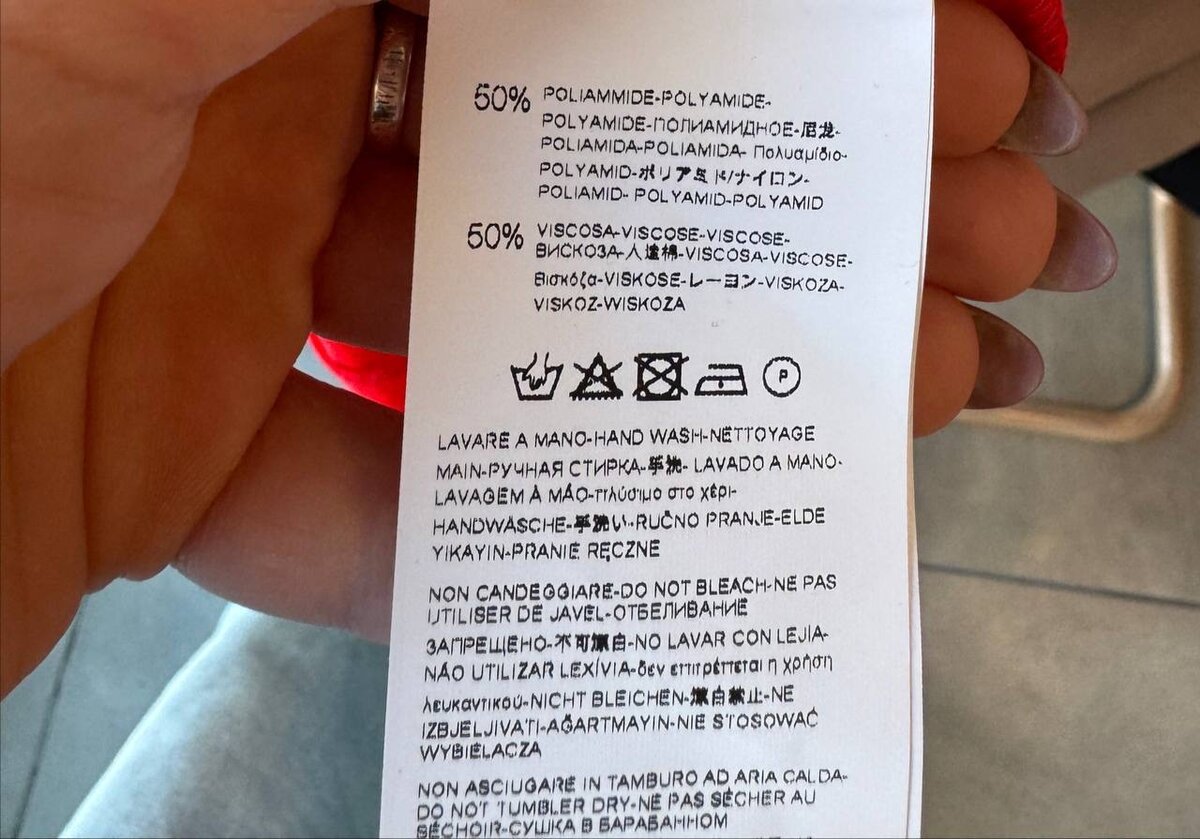 50% POLIAMMIDE-POLYAMIDE-
POLYAMIDE-ПОЛИАМИДНОЕ-尼龙-
POLIAMIDA-POLIAMIDA- Πολυαμίδιο-
POLYAMID-ポリアミド/ナイロン-
POLIAMID- POLYAMID-POLYAMID
50% VISCOSA-VISCOSE-VISCOSE-
ВИСКОЗА-人造棉-VISCOSA-VISCOSE-
Βισκόζα-VISKOSE-レーヨン-VISKOZA-
VISKOZ-WISKOZA
P
LAVARE A MANO-HAND WASH-NETTOYAGE
MAIN-РУЧНАЯ СТИРКА-手洗- LAVADO A MANO-
LAVAGEM À MÃO-πλύσιμο στο χέρι-
HANDWÄSCHE-手洗い-RUČNO PRANJE-ELDE
YIKAYIN-PRANIE RĘCZNE
NON CANDEGGIARE-DO NOT BLEACH-NE PAS
UTILISER DE JAVEL-ОТБЕЛИВАНИЕ
ЗАПРЕЩЕНО-不可漂白-NO LAVAR CON LEJIA-
NÃO UTILIZAR LEXÍVIA-δεν επιτρέπεται η χρήση
λευκαντικού-NICHT BLEICHEN-漂白禁止-NE
IZBJELJIVATI-AĞARTMAYIN-NIE STOSOWAĆ
WYBIELACZA
NON ASCIUGARE IN TAMBURO AD ARIA CALDA-
DO NOT TUMBLER DRY-NE PAS SÉCHER AU
SÉCHOIR-СУШКА В БАРАБАННОМ